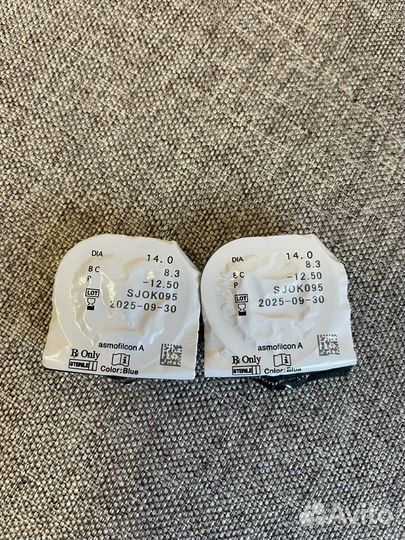 DIA 14.0
BC 8.3
P -12.50
LOT SJOK095
2025-09-30
asmofilcon A
Rx Only
STERILE
Color:Blue
DIA 14.0
BC 8.3
P -12.50
LOT SJOK095
2025-09-30
asmofilcon A
Rx Only
STERILE
Color:Blue
Avito